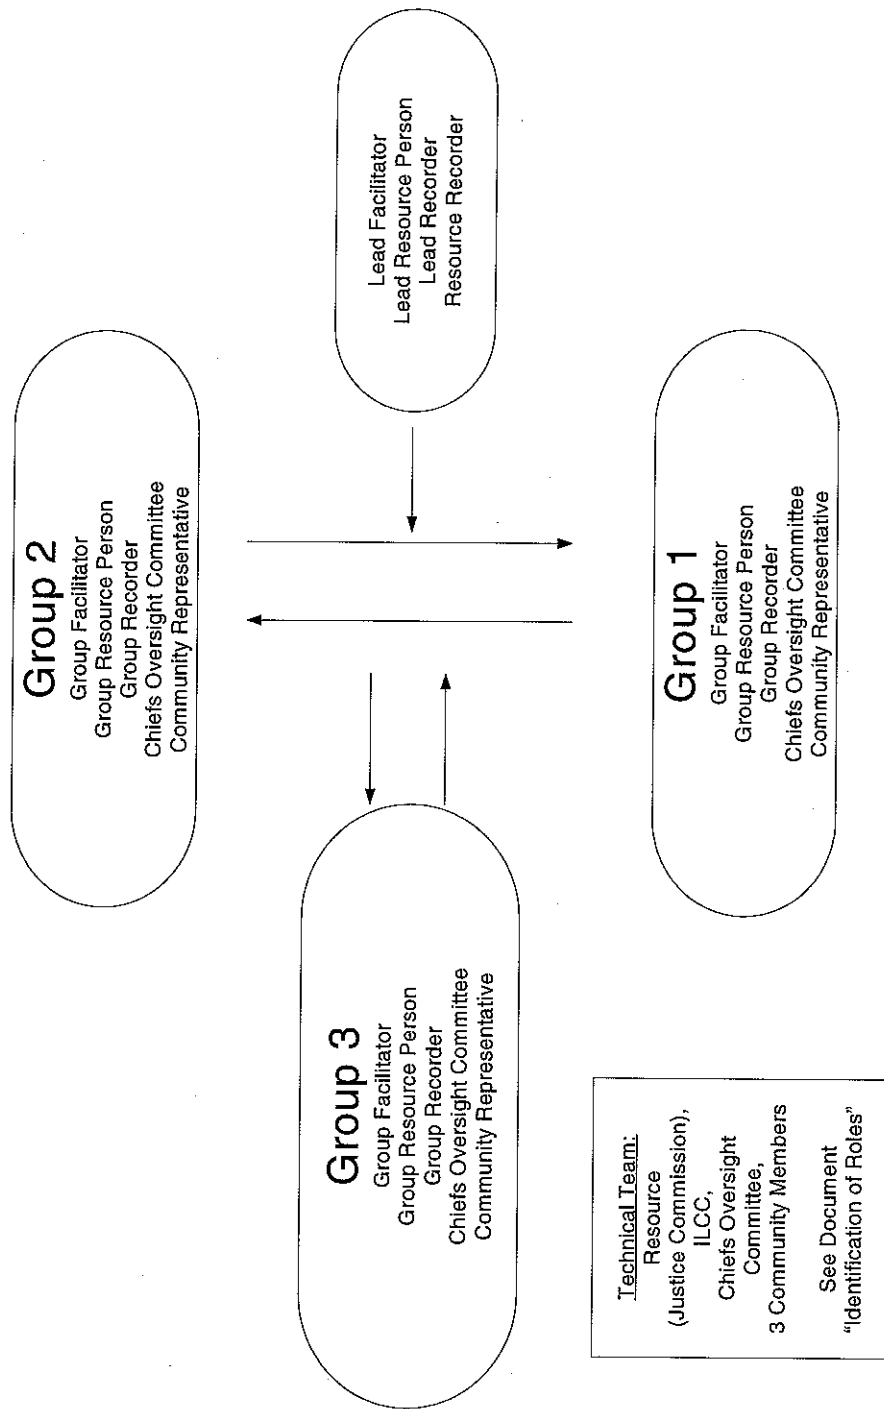 Group 2
Group Facilitator
Group Resource Person
Group Recorder
Chiefs Oversight Committee
Community Representative
Group 3
Group Facilitator
Group Resource Person
Group Recorder
Chiefs Oversight Committee
Community Representative
Lead Facilitator
Lead Resource Person
Lead Recorder
Resource Recorder
Technical Team:
Resource
(Justice Commission),
ILCC,
Chiefs Oversight
Committee,
3 Community Members
See Document
“Identification of Roles”
Group 1
Group Facilitator
Group Resource Person
Group Recorder
Chiefs Oversight Committee
Community Representative